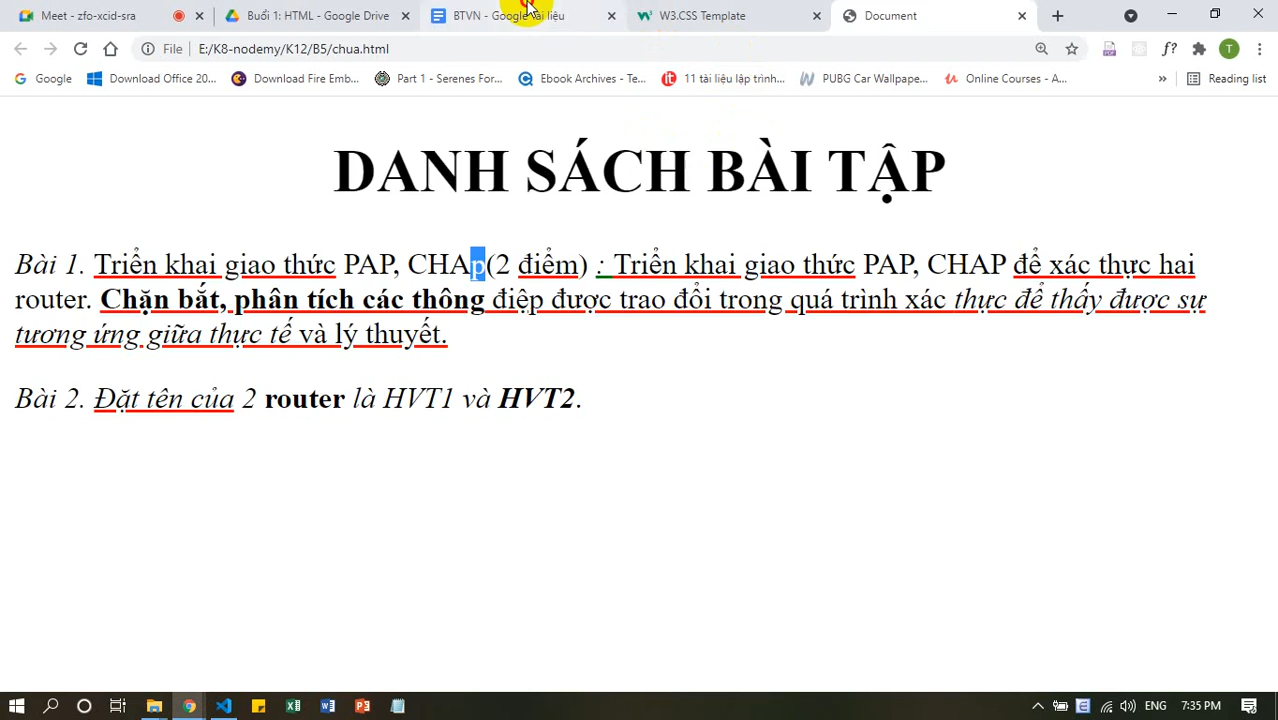 Meet - zfo-xcid-sra
Buổi 1: HTML - Google Drive
BTVN - Google Tài liệu
W3.CSS Template
Document
File
E:/K8-nodemy/K12/B5/chua.html
Google
Download Office 20...
Download Fire Emb...
Part 1 - Serenes For...
Ebook Archives - Te...
11 tài liệu lập trình...
PUBG Car Wallpape...
Online Courses - A...
»
Reading list
DANH SÁCH BÀI TẬP
Bài 1. Triển khai giao thức PAP, CHAp(2 điểm) : Triển khai giao thức PAP, CHAP để xác thực hai
router. Chặn bắt, phân tích các thông điệp được trao đổi trong quá trình xác thực để thấy được sự
tương ứng giữa thực tế và lý thuyết.
Bài 2. Đặt tên của 2 router là HVT1 và HVT2.
ENG
7:35 PM